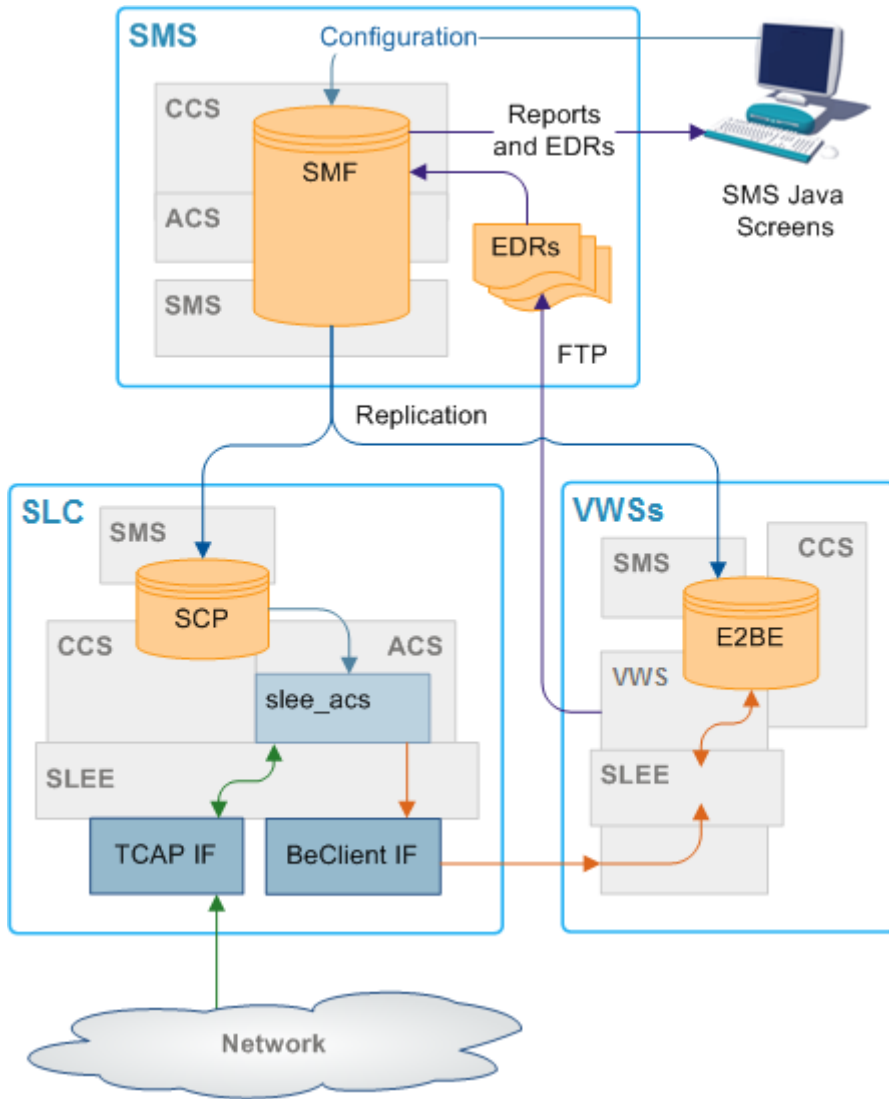 SMS
Configuration
CCS
SMF
Reports
and EDRs
SMS Java
Screens
ACS
EDRs
SMS
FTP
Replication
SLC
SMS
SCP
CCS
ACS
slee_acs
SLEE
TCAP IF
BeClient IF
VWSs
SMS
CCS
E2BE
VWS
SLEE
Network